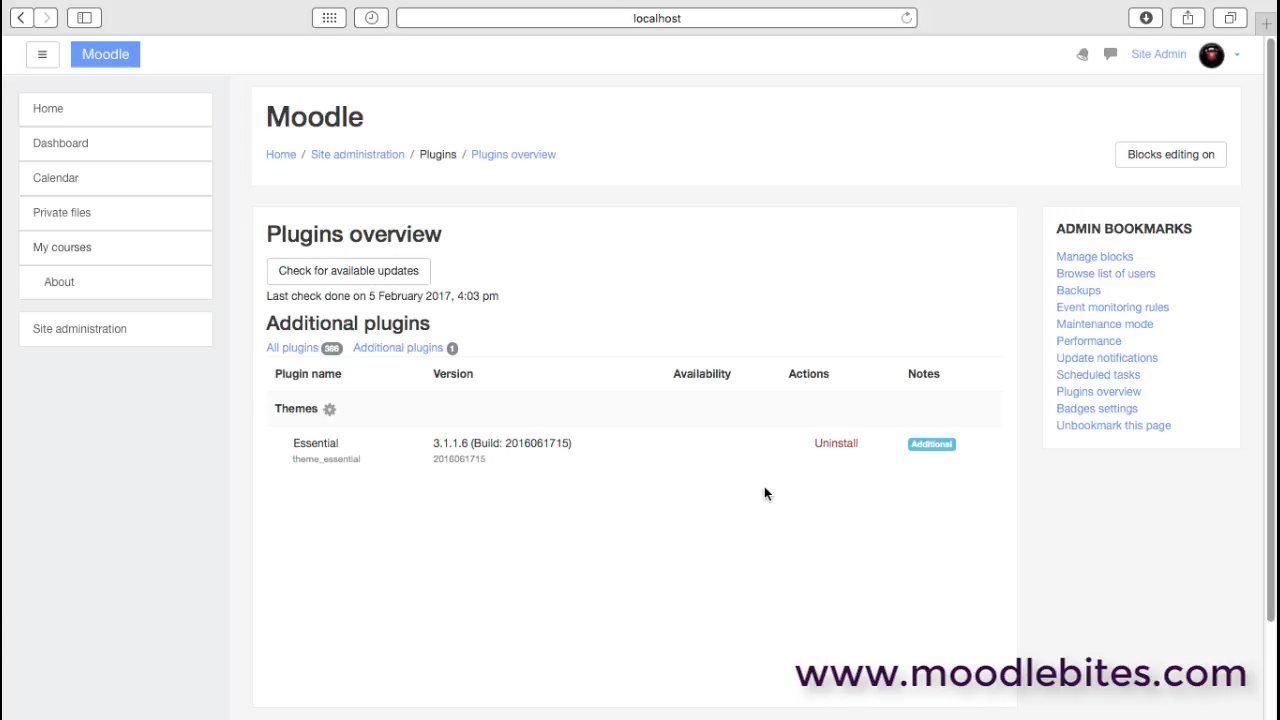 localhost
Moodle
Site Admin
Home
Dashboard
Calendar
Private files
My courses
About
Site administration
Moodle
Home / Site administration / Plugins / Plugins overview
Blocks editing on
Plugins overview
Check for available updates
Last check done on 5 February 2017, 4:03 pm
Additional plugins
All plugins 386 Additional plugins 1
Plugin name Version Availability Actions Notes
Themes
Essential 3.1.1.6 (Build: 2016061715) Uninstall Additional
theme_essential 2016061715
ADMIN BOOKMARKS
Manage blocks
Browse list of users
Backups
Event monitoring rules
Maintenance mode
Performance
Update notifications
Scheduled tasks
Plugins overview
Badges settings
Unbookmark this page
www.moodlebites.com